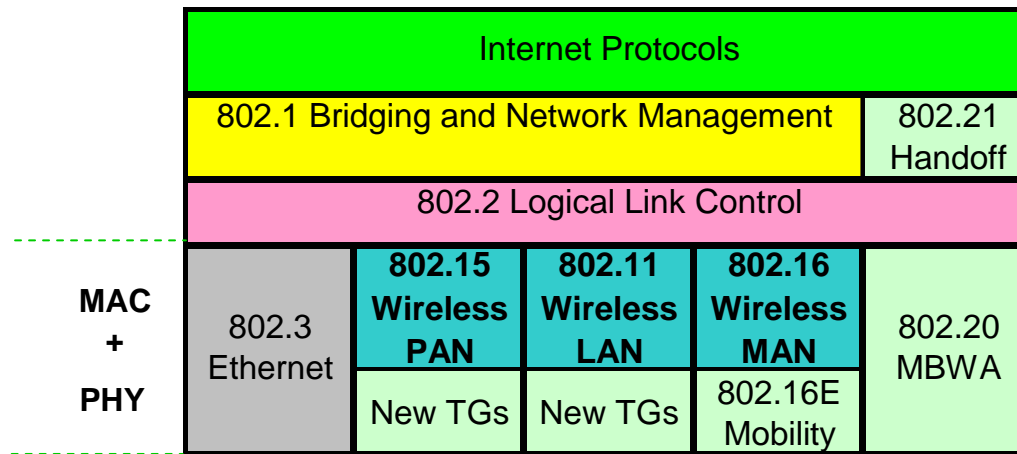 Internet Protocols
802.1 Bridging and Network Management
802.21
Handoff
802.2 Logical Link Control
MAC
+
PHY
802.3
Ethernet
802.15
Wireless
PAN
New TGs
802.11
Wireless
LAN
New TGs
802.16
Wireless
MAN
802.16E
Mobility
802.20
MBWA